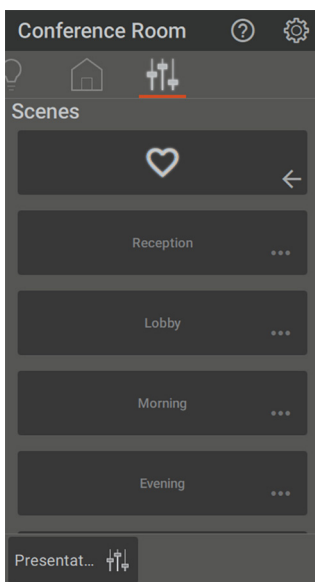 Conference Room
Scenes
Reception
...
Lobby
...
Morning
...
Evening
...
Presentat...